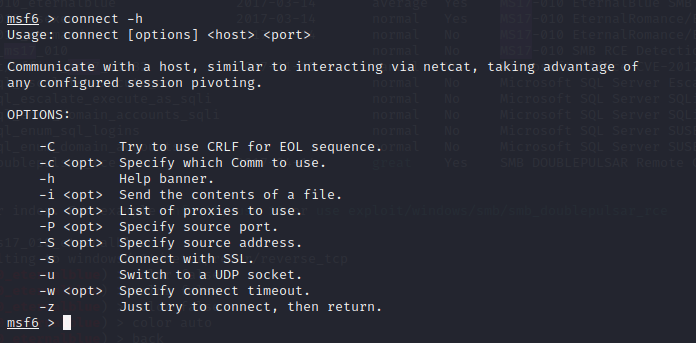 msf6 > connect -h
Usage: connect [options] <host> <port>
Communicate with a host, similar to interacting via netcat, taking advantage of
any configured session pivoting.
OPTIONS:
-C Try to use CRLF for EOL sequence.
-c <opt> Specify which Comm to use.
-h Help banner.
-i <opt> Send the contents of a file.
-p <opt> List of proxies to use.
-P <opt> Specify source port.
-S <opt> Specify source address.
-s Connect with SSL.
-u Switch to a UDP socket.
-w <opt> Specify connect timeout.
-z Just try to connect, then return.
msf6 >